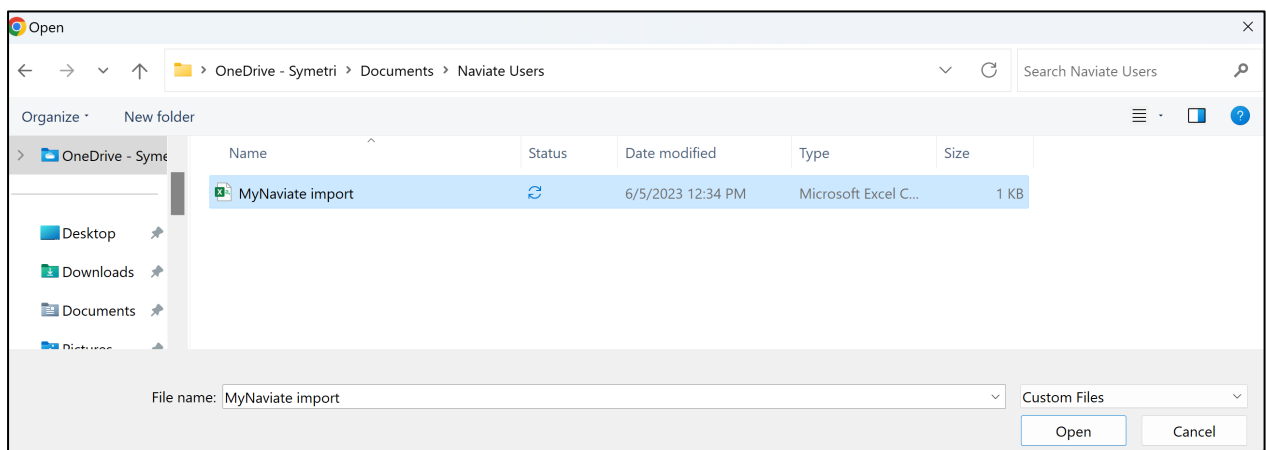 Open
OneDrive - Symetri > Documents > Naviate Users
Search Naviate Users
Organize
New folder
OneDrive - Syme
Name
Status
Date modified
Type
Size
MyNaviate import
6/5/2023 12:34 PM
Microsoft Excel C...
1 KB
Desktop
Downloads
Documents
Pictures
File name:
MyNaviate import
Custom Files
Open
Cancel